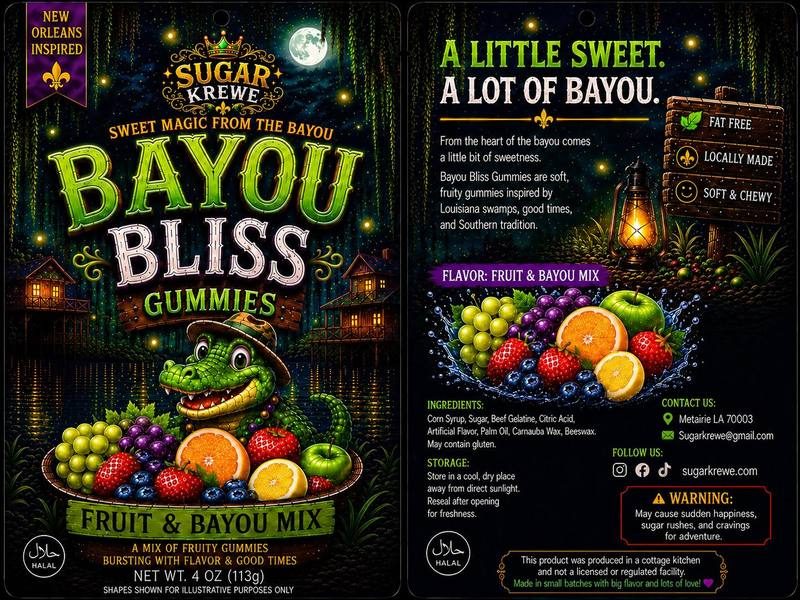 NEW
ORLEANS
INSPIRED
SUGAR
KREWE
SWEET MAGIC FROM THE BAYOU
BAYOU
BLISS
GUMMIES
FRUIT & BAYOU MIX
A MIX OF FRUITY GUMMIES
BURSTING WITH FLAVOR & GOOD TIMES
حلال
HALAL
NET WT. 4 OZ (113g)
SHAPES SHOWN FOR ILLUSTRATIVE PURPOSES ONLY
A LITTLE SWEET.
A LOT OF BAYOU.
From the heart of the bayou comes
a little bit of sweetness.
Bayou Bliss Gummies are soft,
fruity gummies inspired by
Louisiana swamps, good times,
and Southern tradition.
FAT FREE
LOCALLY MADE
SOFT & CHEWY
FLAVOR: FRUIT & BAYOU MIX
INGREDIENTS:
Corn Syrup, Sugar, Beef Gelatine, Citric Acid,
Artificial Flavor, Palm Oil, Carnauba Wax, Beeswax.
May contain gluten.
STORAGE:
Store in a cool, dry place
away from direct sunlight.
Reseal after opening
for freshness.
CONTACT US:
Metairie LA 70003
Sugarkrewe@gmail.com
FOLLOW US:
sugarkrewe.com
WARNING:
May cause sudden happiness,
sugar rushes, and cravings
for adventure.
حلال
HALAL
This product was produced in a cottage kitchen
and not a licensed or regulated facility.
Made in small batches with big flavor and lots of love!